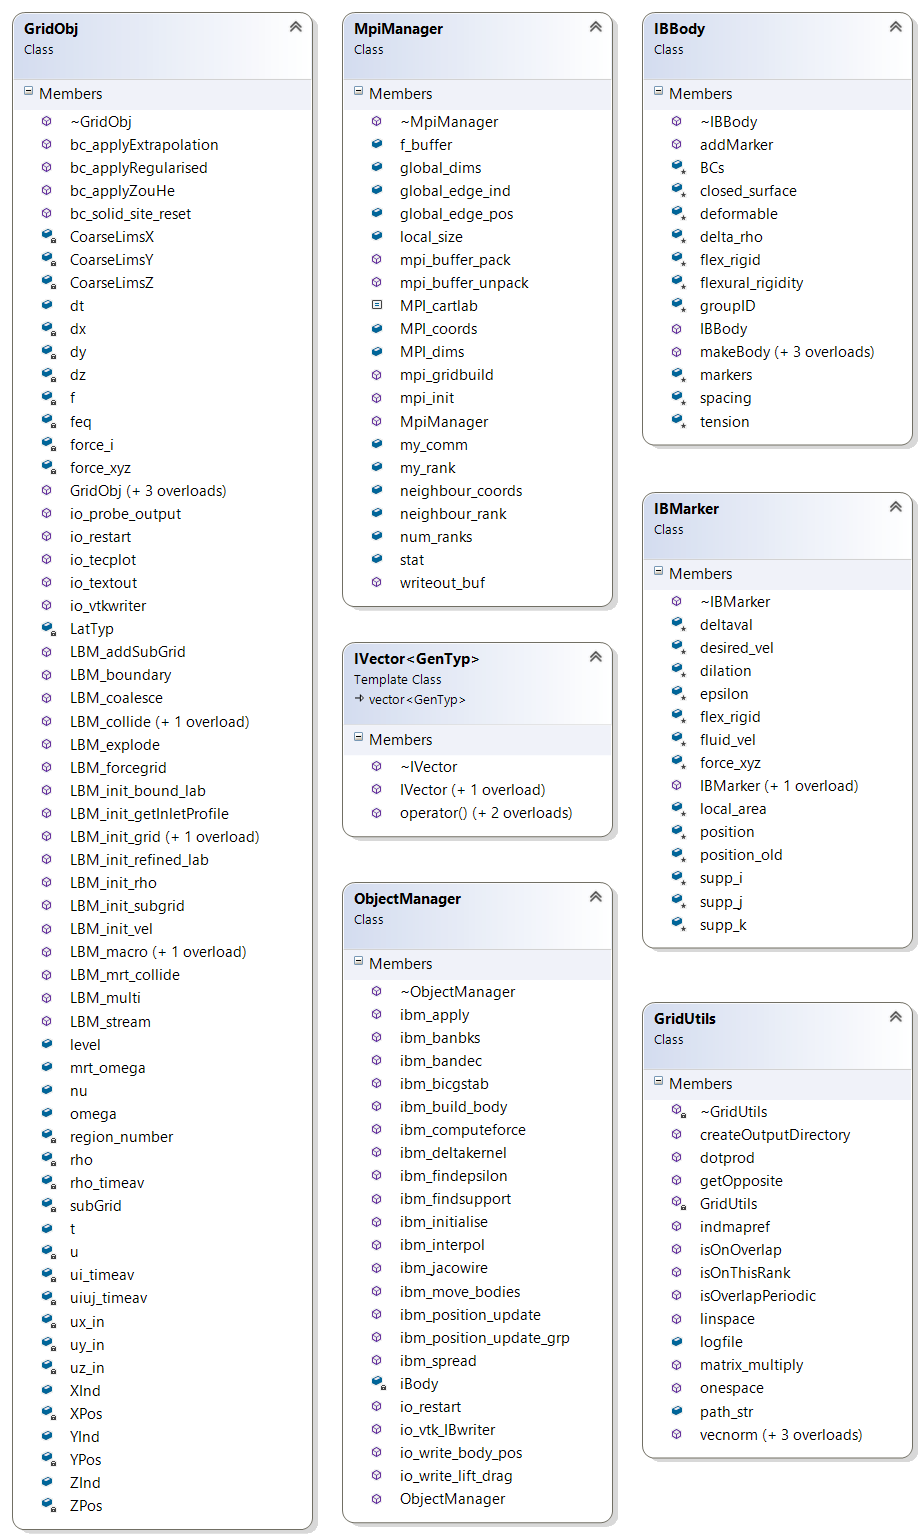 GridObj
Class
Members
~GridObj
bc_applyExtrapolation
bc_applyRegularised
bc_applyZouHe
bc_solid_site_reset
CoarseLimsX
CoarseLimsY
CoarseLimsZ
dt
dx
dy
dz
f
feq
force_i
force_xyz
GridObj (+ 3 overloads)
io_probe_output
io_restart
io_tecplot
io_textout
io_vtkwriter
LatTyp
LBM_addSubGrid
LBM_boundary
LBM_coalesce
LBM_collide (+ 1 overload)
LBM_explode
LBM_forcegrid
LBM_init_bound_lab
LBM_init_getInletProfile
LBM_init_grid (+ 1 overload)
LBM_init_refined_lab
LBM_init_rho
LBM_init_subgrid
LBM_init_vel
LBM_macro (+ 1 overload)
LBM_mrt_collide
LBM_multi
LBM_stream
level
mrt_omega
nu
omega
region_number
rho
rho_timeav
subGrid
t
u
ui_timeav
uiuj_timeav
ux_in
uy_in
uz_in
XInd
XPos
YInd
YPos
ZInd
ZPos
MpiManager
Class
Members
~MpiManager
f_buffer
global_dims
global_edge_ind
global_edge_pos
local_size
mpi_buffer_pack
mpi_buffer_unpack
MPI_cartlab
MPI_coords
MPI_dims
mpi_gridbuild
mpi_init
MpiManager
my_comm
my_rank
neighbour_coords
neighbour_rank
num_ranks
stat
writeout_buf
IVector<GenTyp>
Template Class
vector<GenTyp>
Members
~IVector
IVector (+ 1 overload)
operator() (+ 2 overloads)
ObjectManager
Class
Members
~ObjectManager
ibm_apply
ibm_banbks
ibm_bandec
ibm_bicgstab
ibm_build_body
ibm_computeforce
ibm_deltakernel
ibm_findepsilon
ibm_findsupport
ibm_initialise
ibm_interpol
ibm_jacowire
ibm_move_bodies
ibm_position_update
ibm_position_update_grp
ibm_spread
iBody
io_restart
io_vtk_IBwriter
io_write_body_pos
io_write_lift_drag
ObjectManager
IBBody
Class
Members
~IBBody
addMarker
BCs
closed_surface
deformable
delta_rho
flex_rigid
flexural_rigidity
groupID
IBBody
makeBody (+ 3 overloads)
markers
spacing
tension
IBMarker
Class
Members
~IBMarker
deltaval
desired_vel
dilation
epsilon
flex_rigid
fluid_vel
force_xyz
IBMarker (+ 1 overload)
local_area
position
position_old
supp_i
supp_j
supp_k
GridUtils
Class
Members
~GridUtils
createOutputDirectory
dotprod
getOpposite
GridUtils
indmapref
isOnOverlap
isOnThisRank
isOverlapPeriodic
linspace
logfile
matrix_multiply
onespace
path_str
vecnorm (+ 3 overloads)